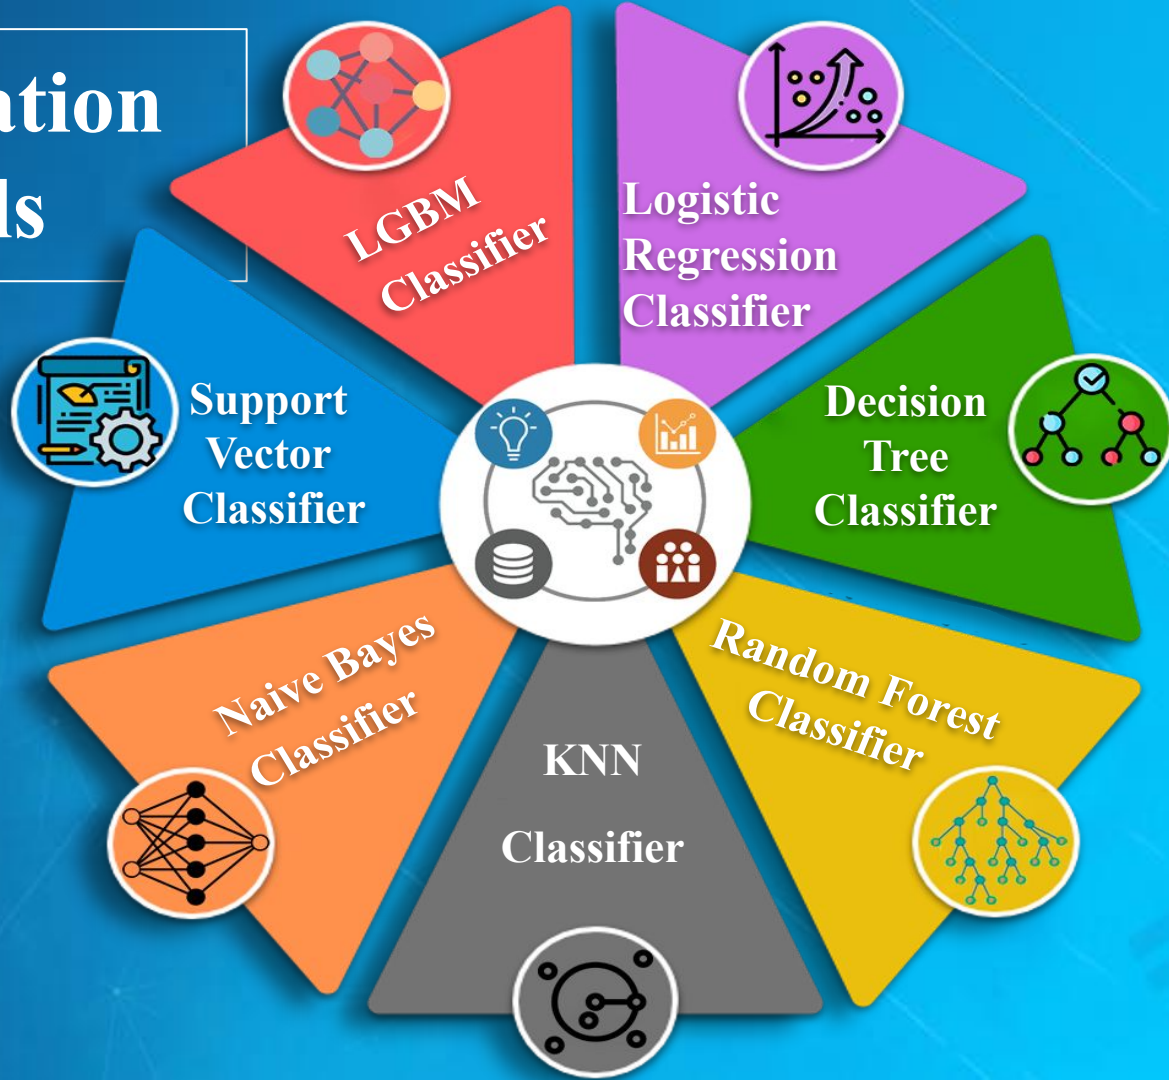 ation
ls
LGBM
Classifier
Logistic
Regression
Classifier
Support
Vector
Classifier
Decision
Tree
Classifier
Naive Bayes
Classifier
Random Forest
Classifier
KNN
Classifier